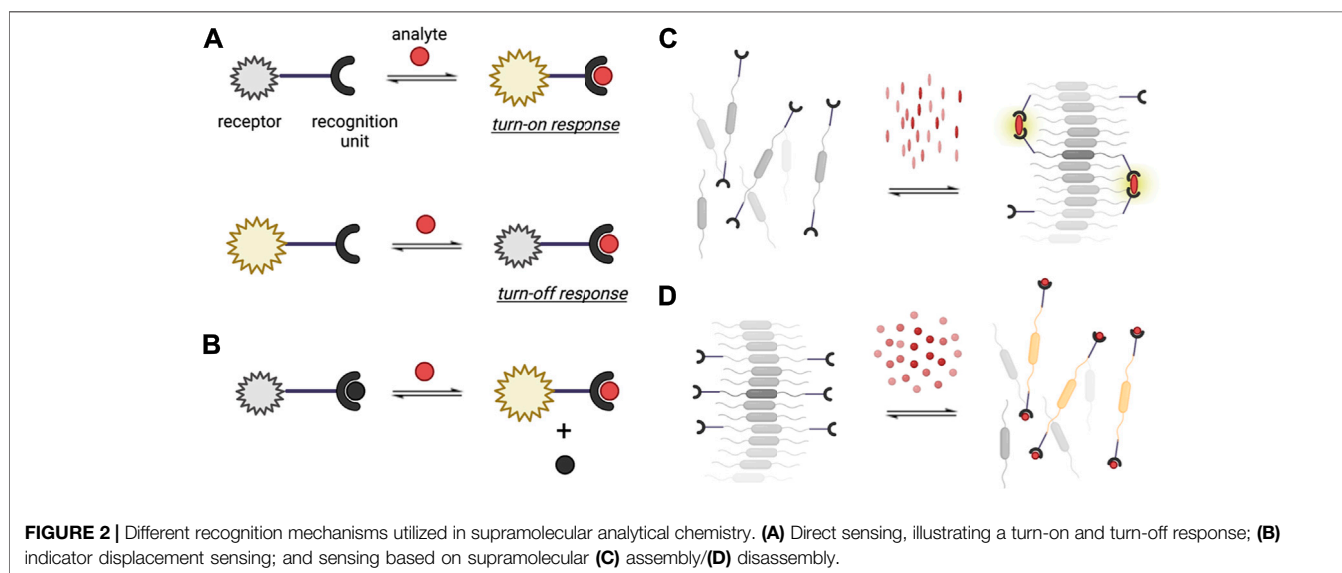 A
analyte
receptor
recognition
unit
turn-on response
turn-off response
B
+
C
D
FIGURE 2 | Different recognition mechanisms utilized in supramolecular analytical chemistry. (A) Direct sensing, illustrating a turn-on and turn-off response; (B)
indicator displacement sensing; and sensing based on supramolecular (C) assembly/(D) disassembly.